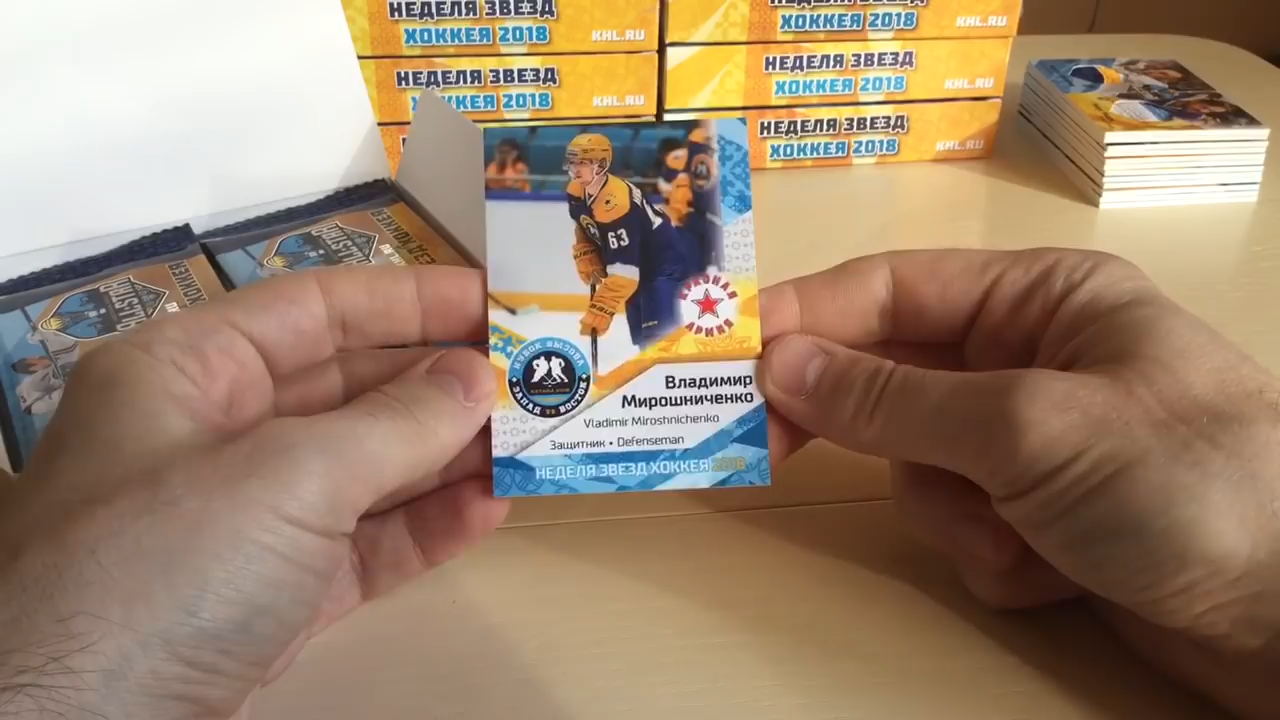 НЕДЕЛЯ ЗВЕЗД
ХОККЕЯ 2018
KHL.RU
ХОККЕЯ 2018
KHL.RU
НЕДЕЛЯ ЗВЕЗД
ХОККЕЯ 2018
KHL.RU
НЕДЕЛЯ ЗВЕЗД
ХОККЕЯ 2018
KHL.RU
НЕДЕЛЯ ЗВЕЗД
ХОККЕЯ 2018
KHL.RU
63
КРАСНАЯ
АРМИЯ
КУБОК ВЫЗОВА
ЗАПАД VS ВОСТОК
Владимир
Мирошниченко
Vladimir Miroshnichenko
Защитник • Defenseman
НЕДЕЛЯ ЗВЕЗД ХОККЕЯ 2018